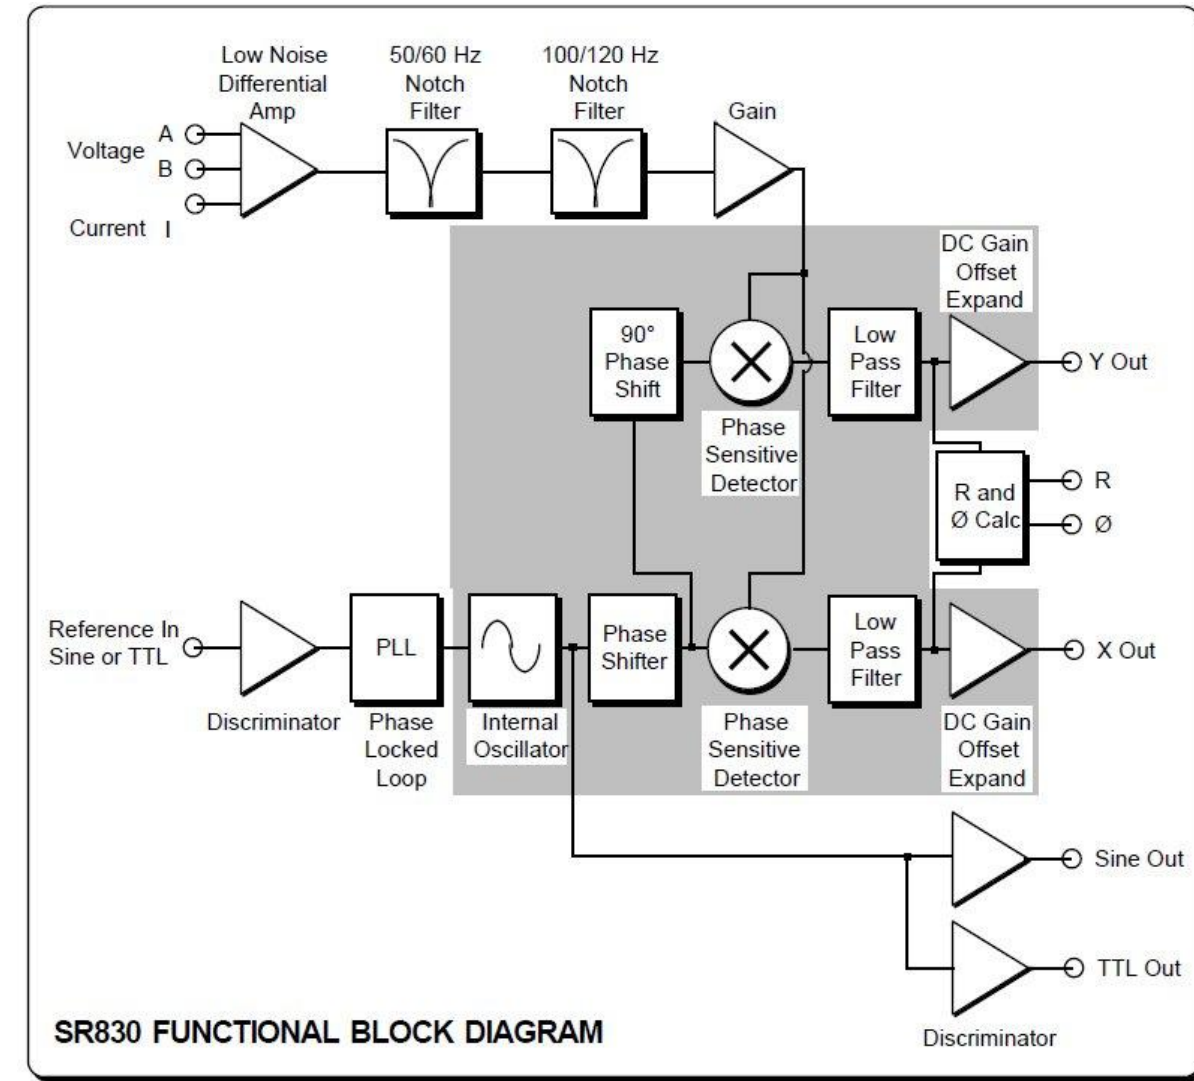 Low Noise
Differential
Amp
50/60 Hz
Notch
Filter
100/120 Hz
Notch
Filter
Gain
Voltage
A
B
Current
I
DC Gain
Offset
Expand
90°
Phase
Shift
Low
Pass
Filter
Y Out
Phase
Sensitive
Detector
R and
Ø Calc
R
Ø
Reference In
Sine or TTL
Discriminator
PLL
Phase
Locked
Loop
Internal
Oscillator
Phase
Shifter
Phase
Sensitive
Detector
Low
Pass
Filter
X Out
DC Gain
Offset
Expand
Sine Out
TTL Out
Discriminator
SR830 FUNCTIONAL BLOCK DIAGRAM